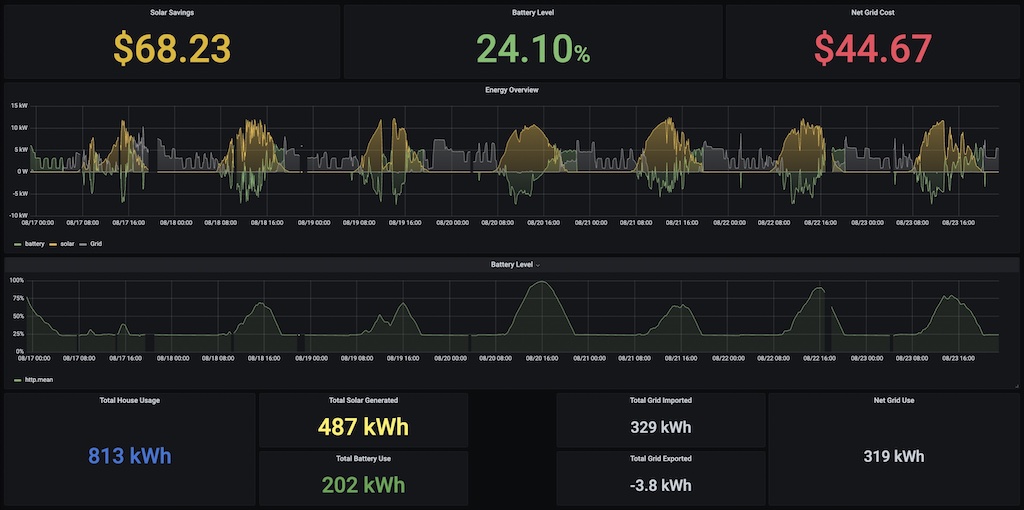 Solar Savings
Battery Level
Net Grid Cost
$68.23
24.10%
$44.67
Energy Overview
15 kW
10 kW
5 kW
0 W
-5 kW
-10 kW
08/17 00:00 08/17 08:00 08/17 16:00 08/18 00:00 08/18 08:00 08/18 16:00 08/19 00:00 08/19 08:00 08/19 16:00 08/20 00:00 08/20 08:00 08/20 16:00 08/21 00:00 08/21 08:00 08/21 16:00 08/22 00:00 08/22 08:00 08/22 16:00 08/23 00:00 08/23 08:00 08/23 16:00
battery solar Grid
Battery Level
100%
75%
50%
25%
0%
08/17 00:00 08/17 08:00 08/17 16:00 08/18 00:00 08/18 08:00 08/18 16:00 08/19 00:00 08/19 08:00 08/19 16:00 08/20 00:00 08/20 08:00 08/20 16:00 08/21 00:00 08/21 08:00 08/21 16:00 08/22 00:00 08/22 08:00 08/22 16:00 08/23 00:00 08/23 08:00 08/23 16:00
http.mean
Total House Usage
813 kWh
Total Solar Generated
487 kWh
Total Battery Use
202 kWh
Total Grid Imported
329 kWh
Total Grid Exported
-3.8 kWh
Net Grid Use
319 kWh